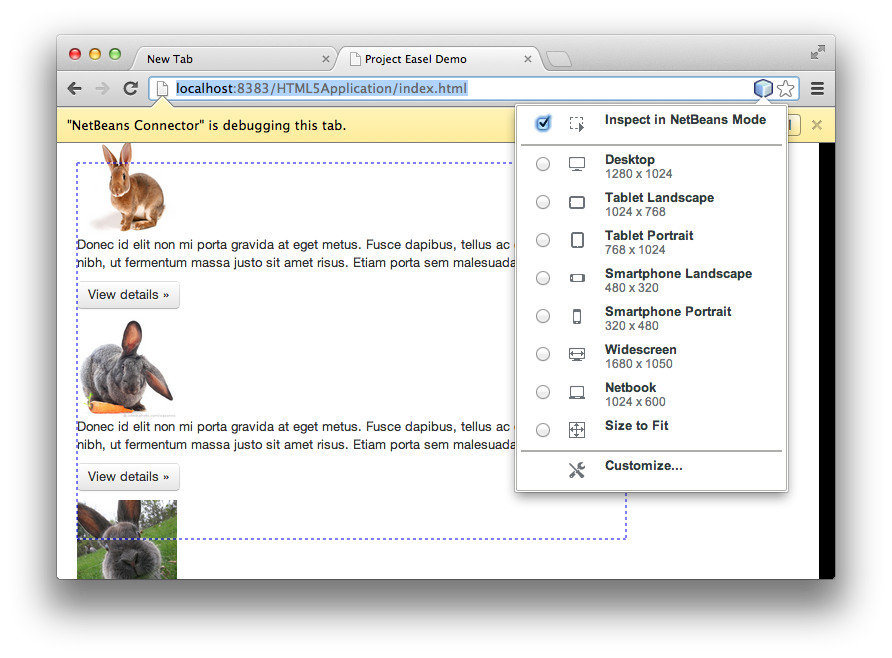 New Tab
Project Easel Demo
localhost:8383/HTML5Application/index.html
"NetBeans Connector" is debugging this tab.
Inspect in NetBeans Mode
Desktop
1280 x 1024
Tablet Landscape
1024 x 768
Tablet Portrait
768 x 1024
Smartphone Landscape
480 x 320
Smartphone Portrait
320 x 480
Widescreen
1680 x 1050
Netbook
1024 x 600
Size to Fit
Customize...
Donec id elit non mi porta gravida at eget metus. Fusce dapibus, tellus ac
nibh, ut fermentum massa justo sit amet risus. Etiam porta sem malesuada
View details »
Donec id elit non mi porta gravida at eget metus. Fusce dapibus, tellus ac
nibh, ut fermentum massa justo sit amet risus. Etiam porta sem malesuada
View details »